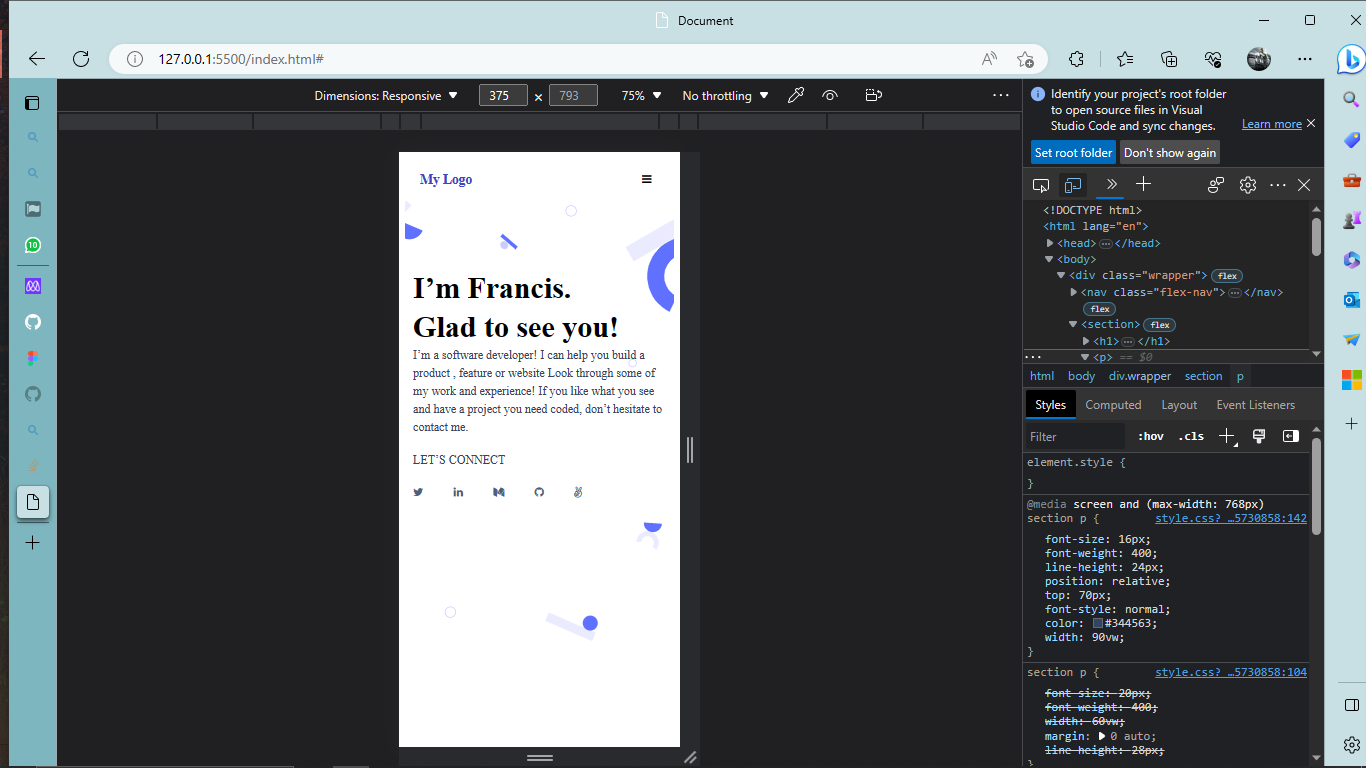 Document
127.0.0.1:5500/index.html#
Dimensions: Responsive 375 × 793 75% No throttling
Identify your project's root folder
to open source files in Visual
Studio Code and sync changes.
Learn more
Set root folder Don't show again
<!DOCTYPE html>
<html lang="en">
<head> … </head>
<body>
<div class="wrapper"> flex
<nav class="flex-nav"> … </nav>
flex
<section> flex
<h1> … </h1>
… <p> == $0
html body div.wrapper section p
Styles Computed Layout Event Listeners
Filter :hov .cls
element.style {
}
@media screen and (max-width: 768px)
section p { style.css? …5730858:142
font-size: 16px;
font-weight: 400;
line-height: 24px;
position: relative;
top: 70px;
font-style: normal;
color: #344563;
width: 90vw;
}
section p { style.css? …5730858:104
font-size: 20px;
font-weight: 400;
width: 60vw;
margin: 0 auto;
line-height: 28px;
}
My Logo
I’m Francis.
Glad to see you!
I’m a software developer! I can help you build a
product , feature or website Look through some of
my work and experience! If you like what you see
and have a project you need coded, don’t hesitate to
contact me.
LET’S CONNECT
10